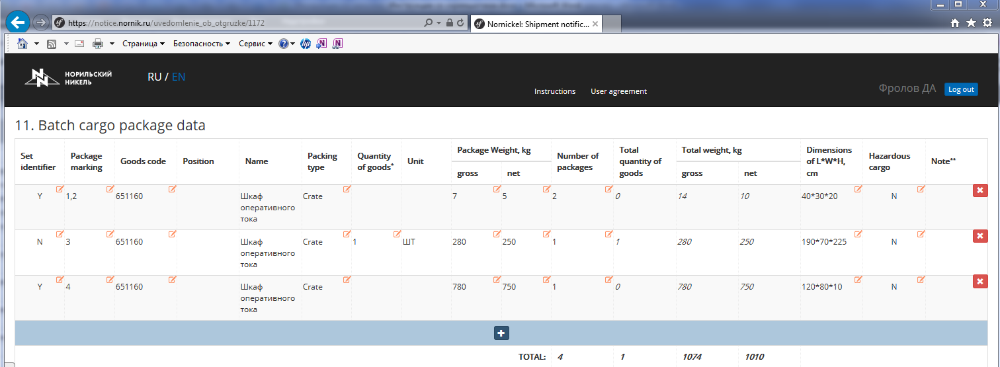 https://notice.nornik.ru/uvedomlenie_ob_otgruzke/1172
Nornickel: Shipment notific...
Страница Безопасность Сервис
НОРИЛЬСКИЙ НИКЕЛЬ
RU / EN
Instructions User agreement
Фролов ДА Log out
11. Batch cargo package data
Set identifier Package marking Goods code Position Name Packing type Quantity of goods* Unit Package Weight, kg gross net Number of packages Total quantity of goods Total weight, kg gross net Dimensions of L*W*H, cm Hazardous cargo Note**
Y 1,2 651160 Шкаф оперативного тока Crate 7 5 2 0 14 10 40*30*20 N
N 3 651160 Шкаф оперативного тока Crate 1 ШТ 280 250 1 1 280 250 190*70*225 N
Y 4 651160 Шкаф оперативного тока Crate 780 750 1 0 780 750 120*80*10 N
TOTAL: 4 1 1074 1010